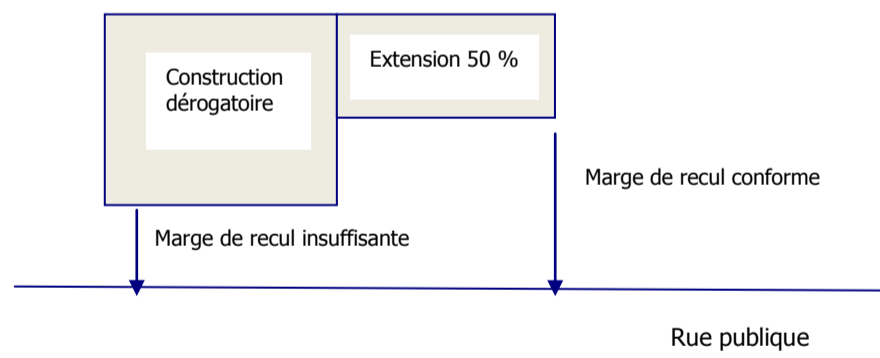 Construction
dérogatoire
Extension 50 %
Marge de recul conforme
Marge de recul insuffisante
Rue publique